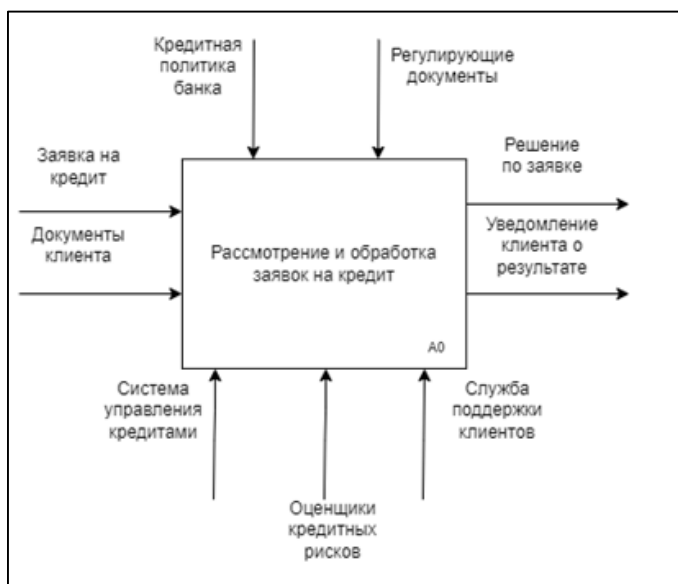 Кредитная
политика
банка
Регулирующие
документы
Заявка на
кредит
Решение
по заявке
Документы
клиента
Уведомление
клиента о
результате
Рассмотрение и обработка
заявок на кредит
A0
Система
управления
кредитами
Служба
поддержки
клиентов
Оценщики
кредитных
рисков